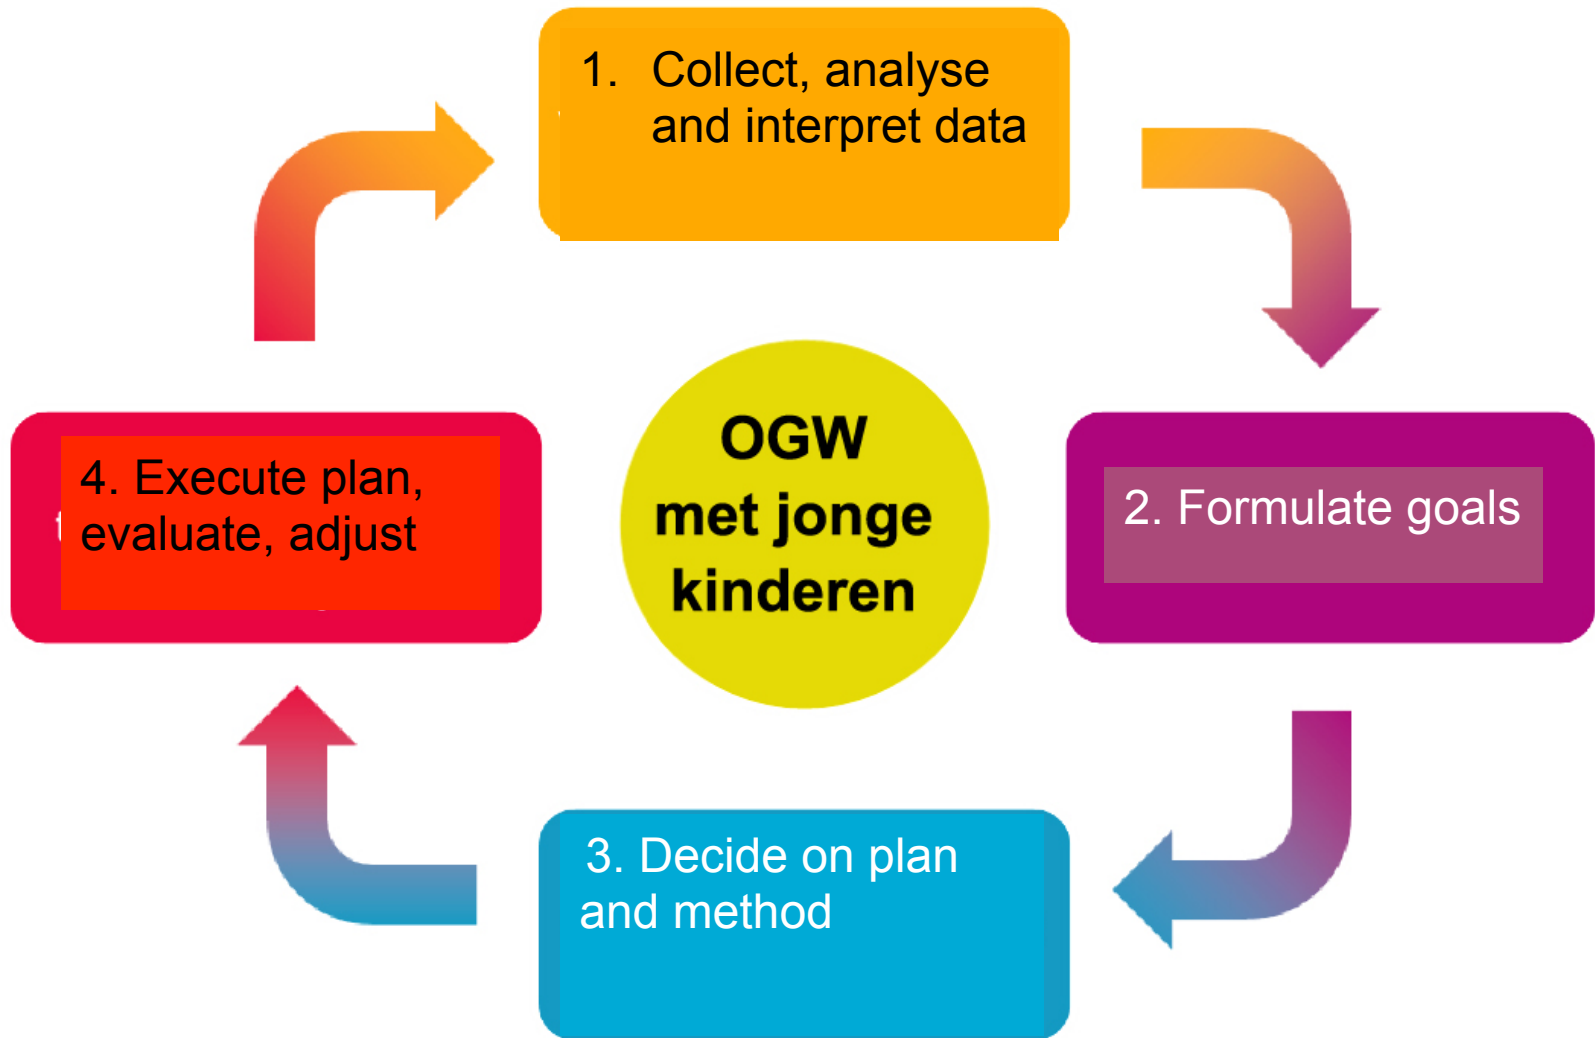 1. Collect, analyse
and interpret data
OGW
met jonge
kinderen
2. Formulate goals
3. Decide on plan
and method
4. Execute plan,
evaluate, adjust